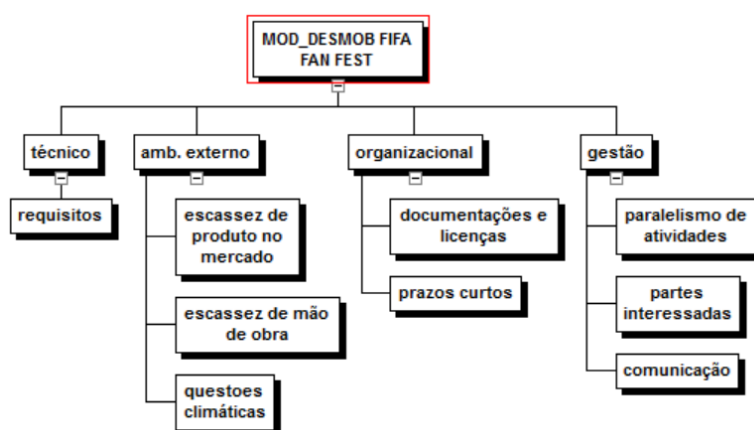 MOD_DESMOB FIFA
FAN FEST
técnico
amb. externo
organizacional
gestão
requisitos
escassez de
produto no
mercado
escassez de mão
de obra
questoes
climáticas
documentações e
licenças
prazos curtos
paralelismo de
atividades
partes
interessadas
comunicação